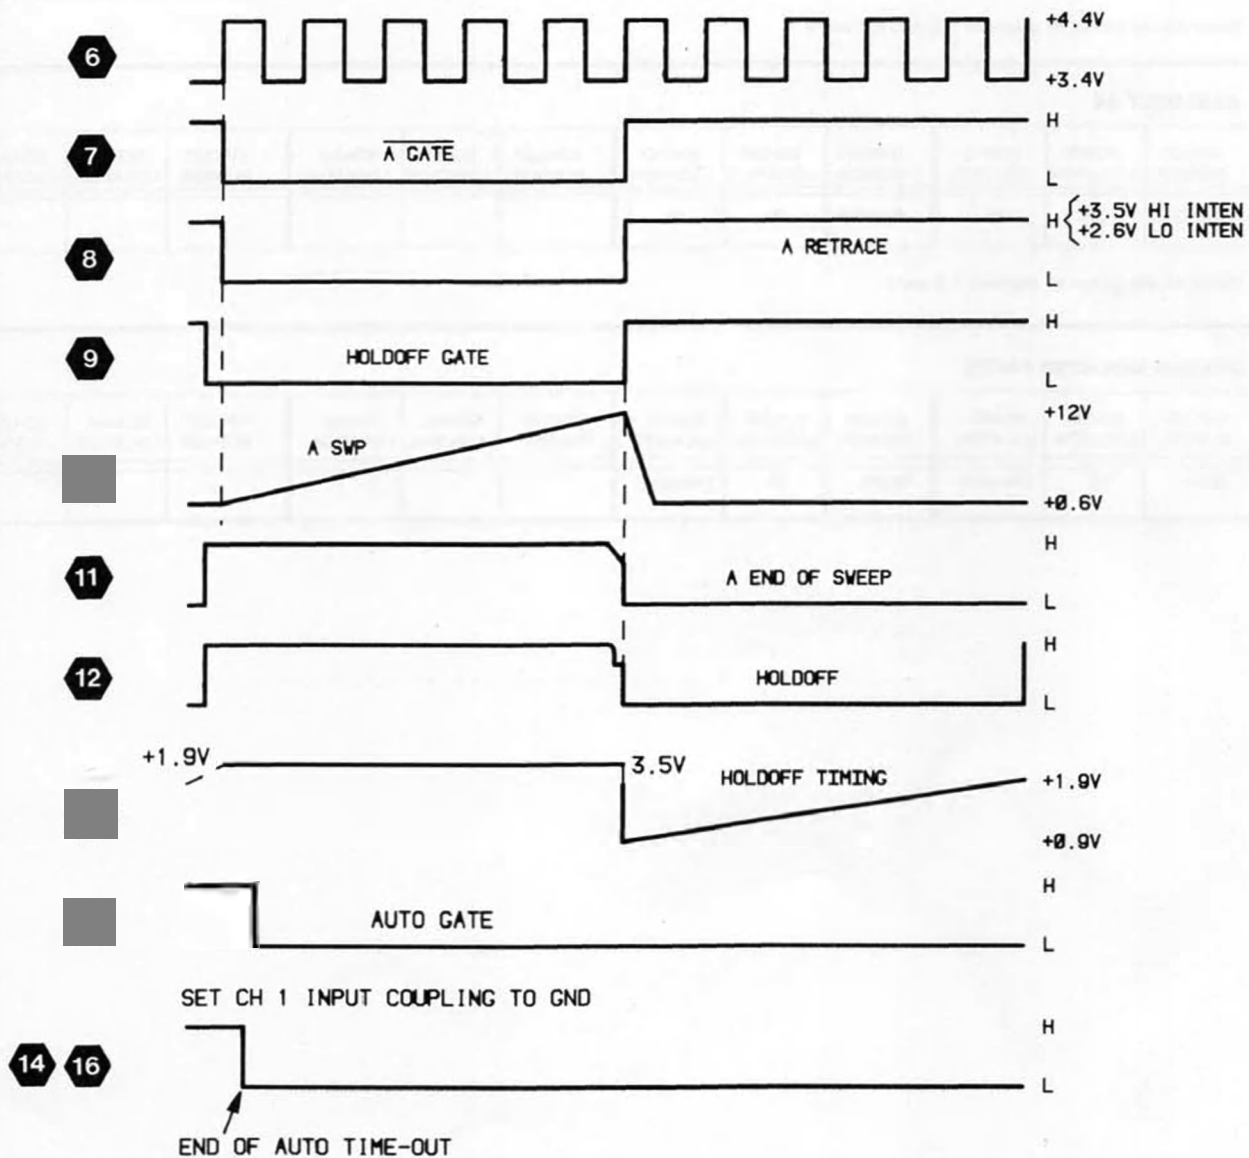 6
+4.4V
+3.4V
7
A GATE
H
L
8
A RETRACE
H { +3.5V HI INTEN
+2.6V LO INTEN
L
9
HOLDOFF GATE
H
L
A SWP
+12V
+0.6V
11
A END OF SWEEP
H
L
12
HOLDOFF
H
L
+1.9V
3.5V
HOLDOFF TIMING
+1.9V
+0.9V
AUTO GATE
H
L
SET CH 1 INPUT COUPLING TO GND
14 16
H
L
END OF AUTO TIME-OUT